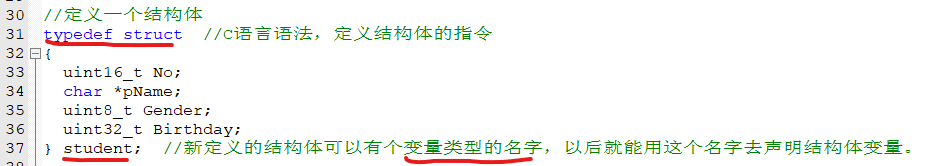 30 //定义一个结构体
31 typedef struct //C语言语法，定义结构体的指令
32 {
33 uint16_t No;
34 char *pName;
35 uint8_t Gender;
36 uint32_t Birthday;
37 } student; //新定义的结构体可以有个变量类型的名字，以后就能用这个名字去声明结构体变量。